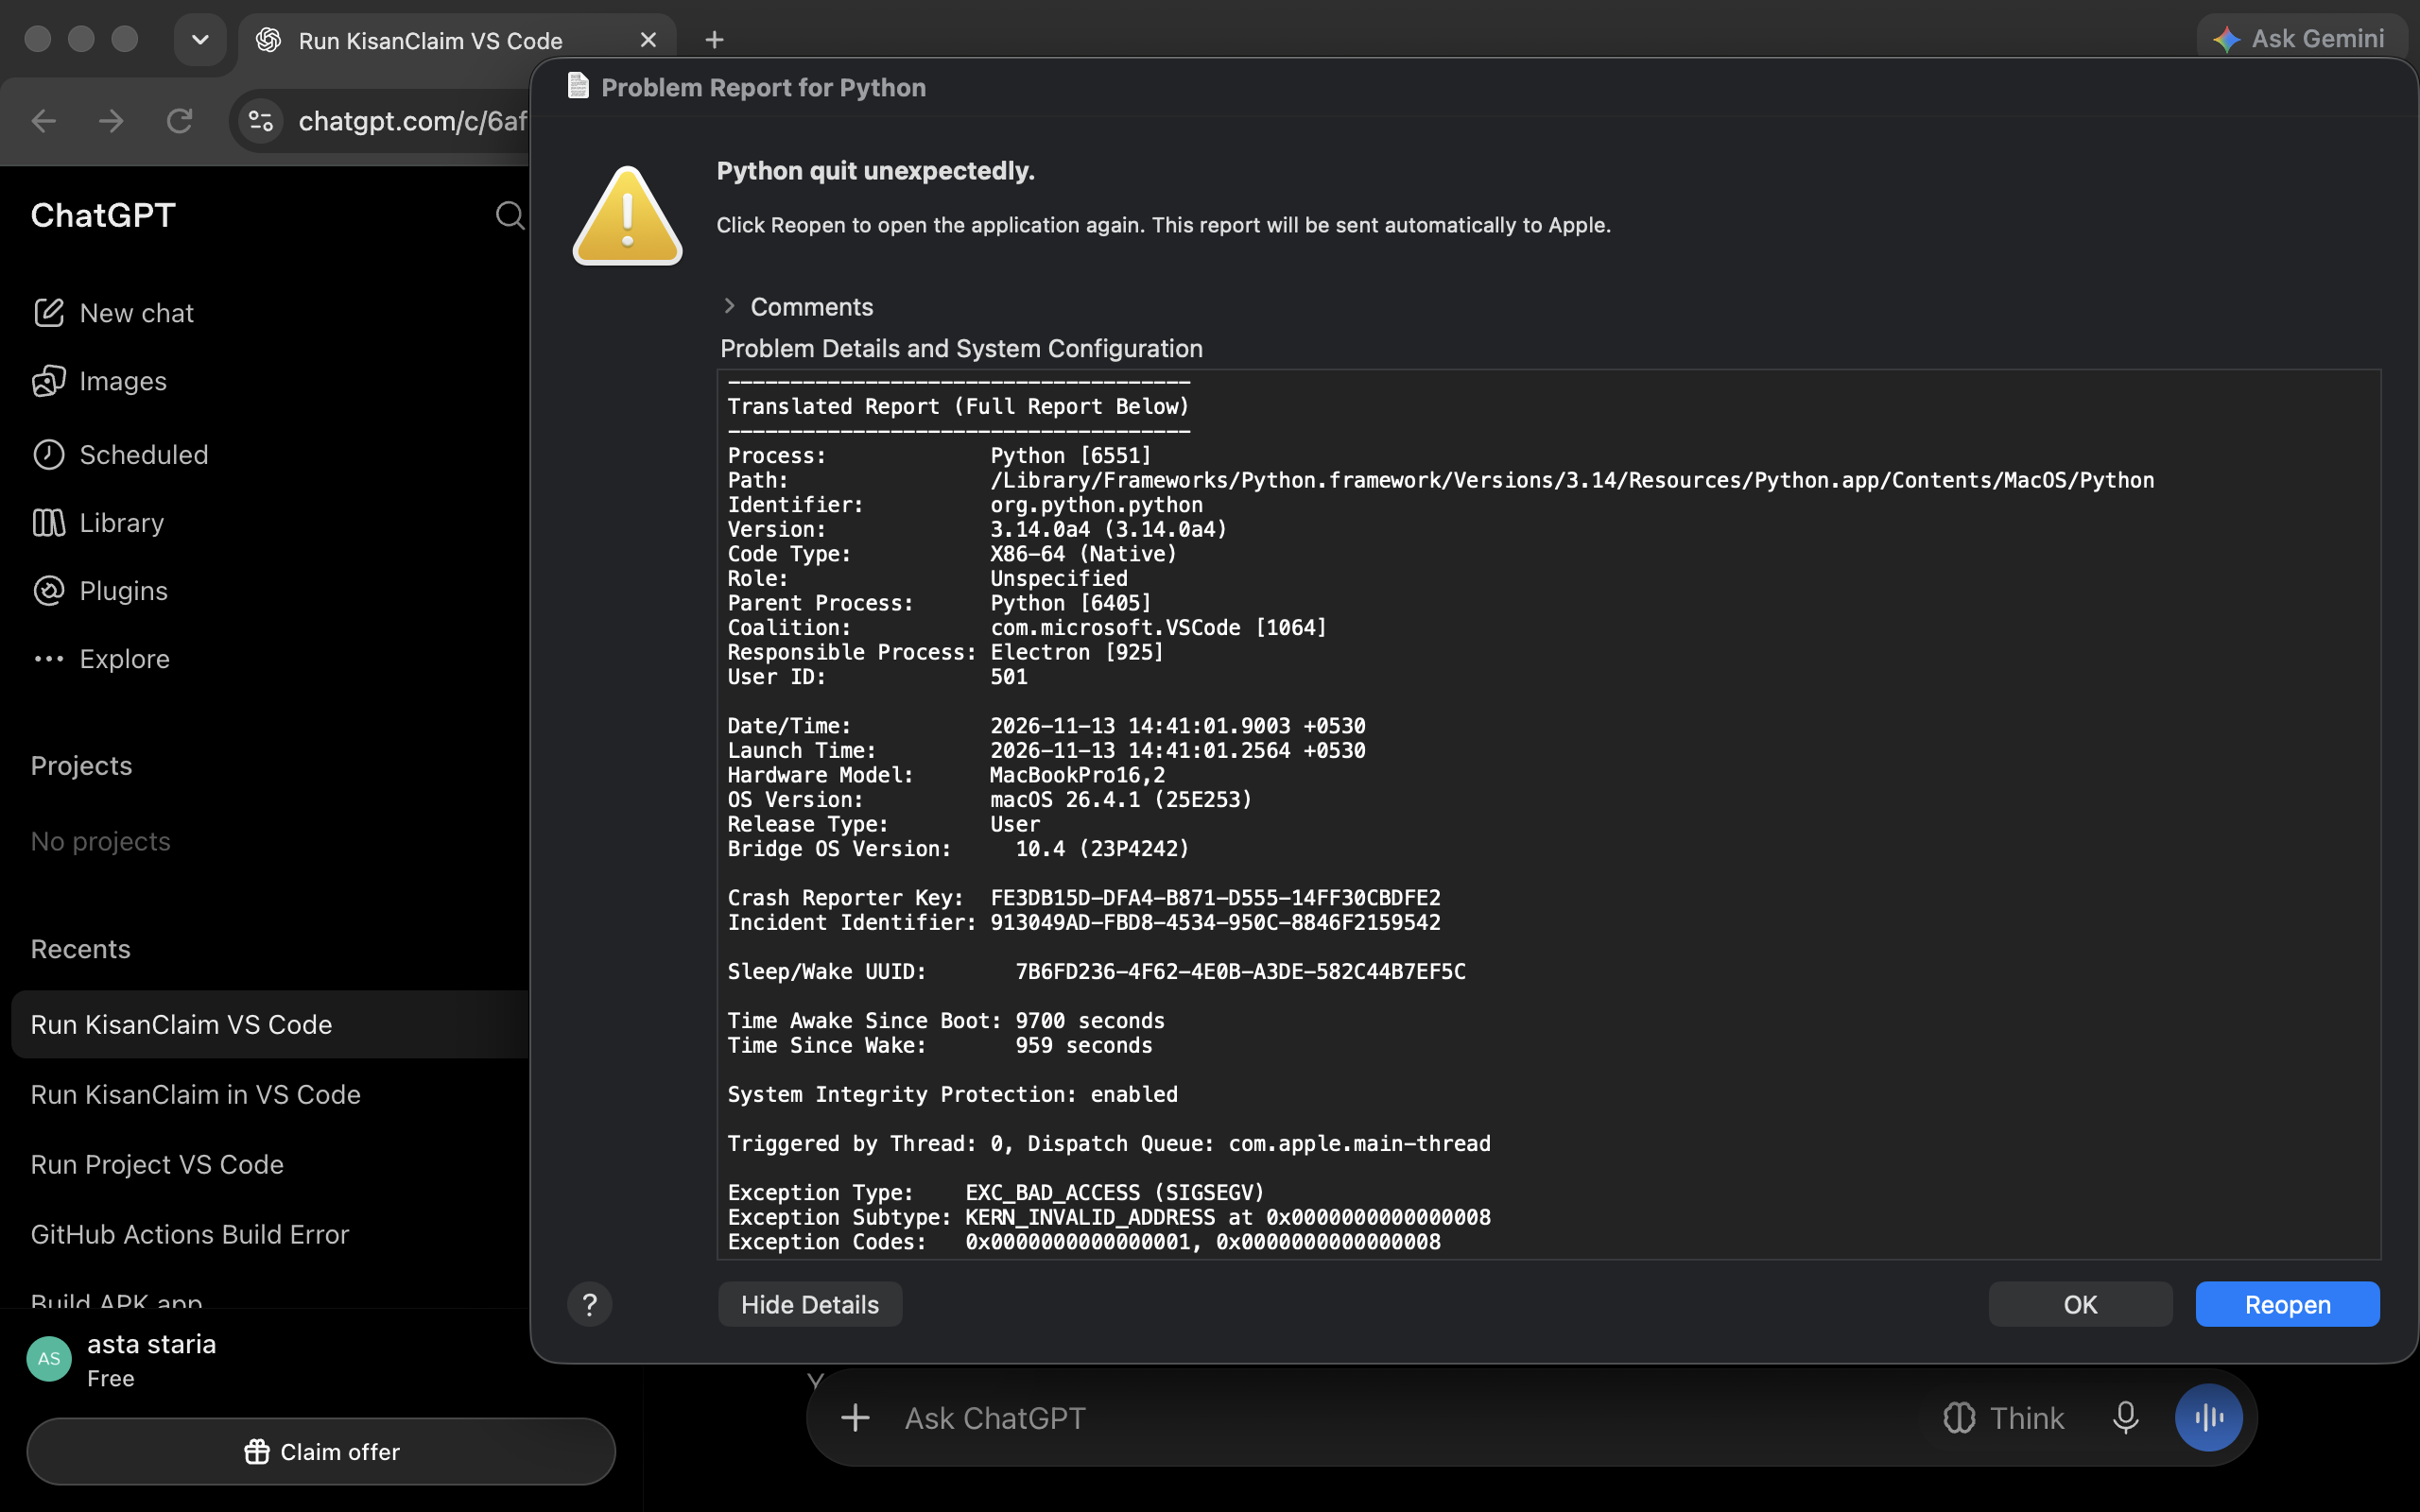 Run KisanClaim VS Code
Ask Gemini
chatgpt.com/c/6af
ChatGPT
New chat
Images
Scheduled
Library
Plugins
Explore
Projects
No projects
Recents
Run KisanClaim VS Code
Run KisanClaim in VS Code
Run Project VS Code
GitHub Actions Build Error
Build APK app
AS
asta staria
Free
Claim offer
Problem Report for Python
Python quit unexpectedly.
Click Reopen to open the application again. This report will be sent automatically to Apple.
Comments
Problem Details and System Configuration
-------------------------------------
Translated Report (Full Report Below)
-------------------------------------
Process: Python [6551]
Path: /Library/Frameworks/Python.framework/Versions/3.14/Resources/Python.app/Contents/MacOS/Python
Identifier: org.python.python
Version: 3.14.0a4 (3.14.0a4)
Code Type: X86-64 (Native)
Role: Unspecified
Parent Process: Python [6405]
Coalition: com.microsoft.VSCode [1064]
Responsible Process: Electron [925]
User ID: 501
Date/Time: 2026-11-13 14:41:01.9003 +0530
Launch Time: 2026-11-13 14:41:01.2564 +0530
Hardware Model: MacBookPro16,2
OS Version: macOS 26.4.1 (25E253)
Release Type: User
Bridge OS Version: 10.4 (23P4242)
Crash Reporter Key: FE3DB15D-DFA4-B871-D555-14FF30CBDFE2
Incident Identifier: 913049AD-FBD8-4534-950C-8846F2159542
Sleep/Wake UUID: 7B6FD236-4F62-4E0B-A3DE-582C44B7EF5C
Time Awake Since Boot: 9700 seconds
Time Since Wake: 959 seconds
System Integrity Protection: enabled
Triggered by Thread: 0, Dispatch Queue: com.apple.main-thread
Exception Type: EXC_BAD_ACCESS (SIGSEGV)
Exception Subtype: KERN_INVALID_ADDRESS at 0x0000000000000008
Exception Codes: 0x0000000000000001, 0x0000000000000008
?
Hide Details
OK
Reopen
Ask ChatGPT
Think